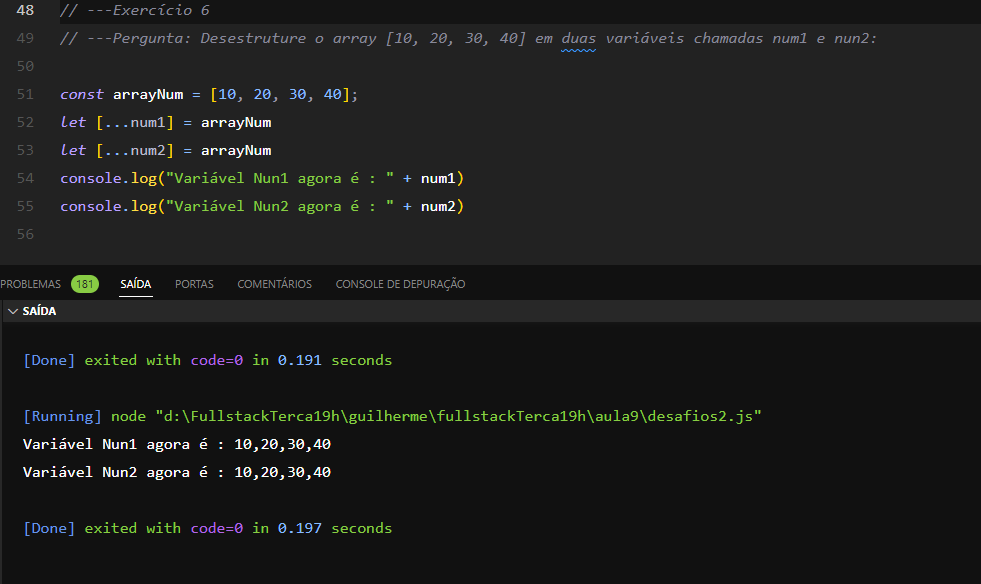 48 // ---Exercício 6
49 // ---Pergunta: Desestruture o array [10, 20, 30, 40] em duas variáveis chamadas num1 e nun2:
50
51 const arrayNum = [10, 20, 30, 40];
52 let [...num1] = arrayNum
53 let [...num2] = arrayNum
54 console.log("Variável Nun1 agora é : " + num1)
55 console.log("Variável Nun2 agora é : " + num2)
56
PROBLEMAS 181 SAÍDA PORTAS COMENTÁRIOS CONSOLE DE DEPURAÇÃO
SAÍDA
[Done] exited with code=0 in 0.191 seconds
[Running] node "d:\FullstackTerca19h\guilherme\fullstackTerca19h\aula9\desafios2.js"
Variável Nun1 agora é : 10,20,30,40
Variável Nun2 agora é : 10,20,30,40
[Done] exited with code=0 in 0.197 seconds